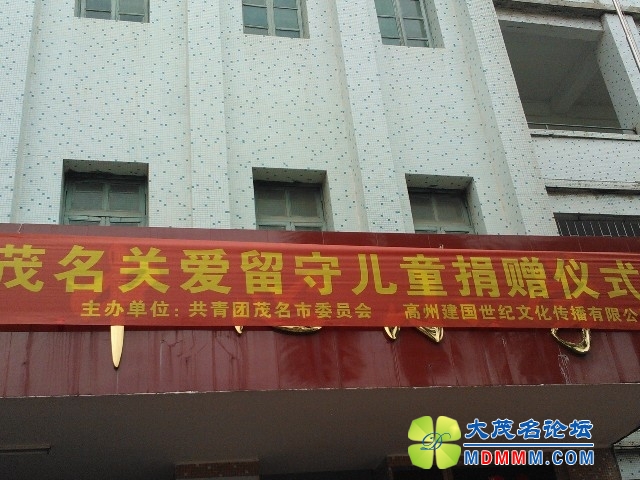 茂名关爱留守儿童捐赠仪式
主办单位：共青团茂名市委员会 高州建国世纪文化传播有限公
大茂名论坛
MDMMM.com